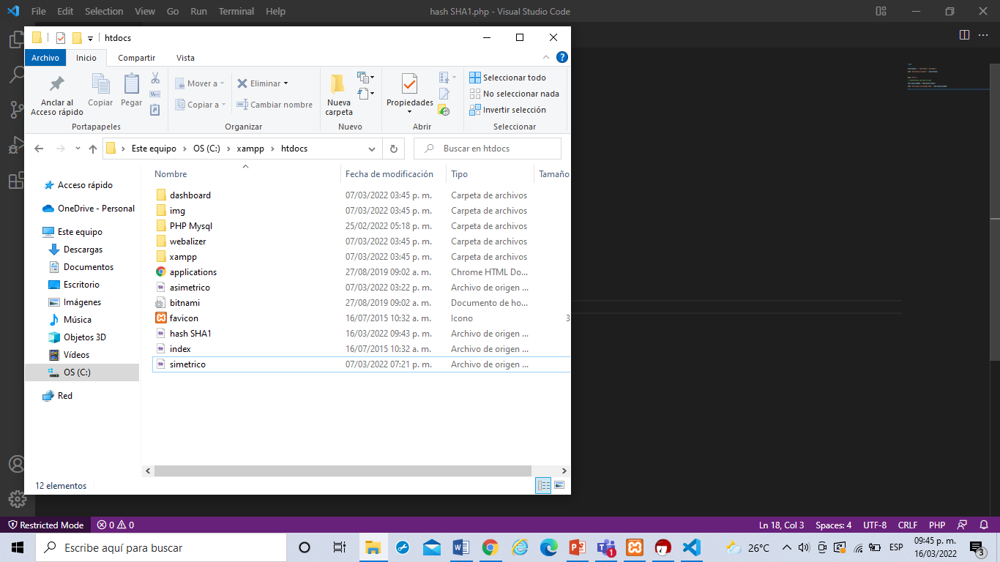 File Edit Selection View Go Run Terminal Help hash SHA1.php - Visual Studio Code
htdocs
Archivo Inicio Compartir Vista
Anclar al Acceso rápido
Copiar
Pegar
Portapapeles
Mover a
Copiar a
Eliminar
Cambiar nombre
Organizar
Nueva carpeta
Nuevo
Propiedades
Abrir
Seleccionar todo
No seleccionar nada
Invertir selección
Seleccionar
Este equipo > OS (C:) > xampp > htdocs
Buscar en htdocs
Acceso rápido
OneDrive - Personal
Este equipo
Descargas
Documentos
Escritorio
Imágenes
Música
Objetos 3D
Vídeos
OS (C:)
Red
Nombre Fecha de modificación Tipo Tamaño
dashboard 07/03/2022 03:45 p. m. Carpeta de archivos
img 07/03/2022 03:45 p. m. Carpeta de archivos
PHP Mysql 25/02/2022 05:18 p. m. Carpeta de archivos
webalizer 07/03/2022 03:45 p. m. Carpeta de archivos
xampp 07/03/2022 03:45 p. m. Carpeta de archivos
applications 27/08/2019 09:02 a. m. Chrome HTML Do...
asimetrico 07/03/2022 03:22 p. m. Archivo de origen ...
bitnami 27/08/2019 09:02 a. m. Documento de ho...
favicon 16/07/2015 10:32 a. m. Icono 3
hash SHA1 16/03/2022 09:43 p. m. Archivo de origen ...
index 16/07/2015 10:32 a. m. Archivo de origen ...
simetrico 07/03/2022 07:21 p. m. Archivo de origen ...
12 elementos
Restricted Mode 0 0 Ln 18, Col 3 Spaces: 4 UTF-8 CRLF PHP
Escribe aquí para buscar
1
26°C
ESP
09:45 p. m.
16/03/2022
3